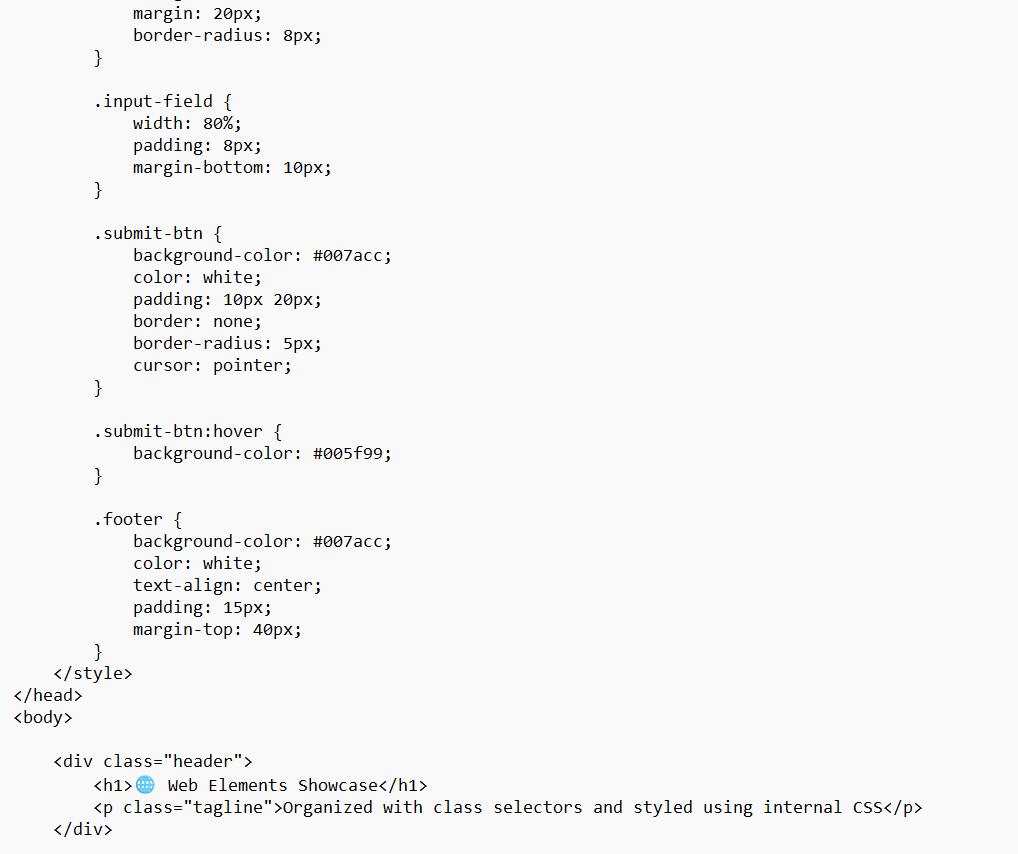 margin: 20px;
border-radius: 8px;
}
.input-field {
width: 80%;
padding: 8px;
margin-bottom: 10px;
}
.submit-btn {
background-color: #007acc;
color: white;
padding: 10px 20px;
border: none;
border-radius: 5px;
cursor: pointer;
}
.submit-btn:hover {
background-color: #005f99;
}
.footer {
background-color: #007acc;
color: white;
text-align: center;
padding: 15px;
margin-top: 40px;
}
</style>
</head>
<body>
<div class="header">
<h1>🌐 Web Elements Showcase</h1>
<p class="tagline">Organized with class selectors and styled using internal CSS</p>
</div>